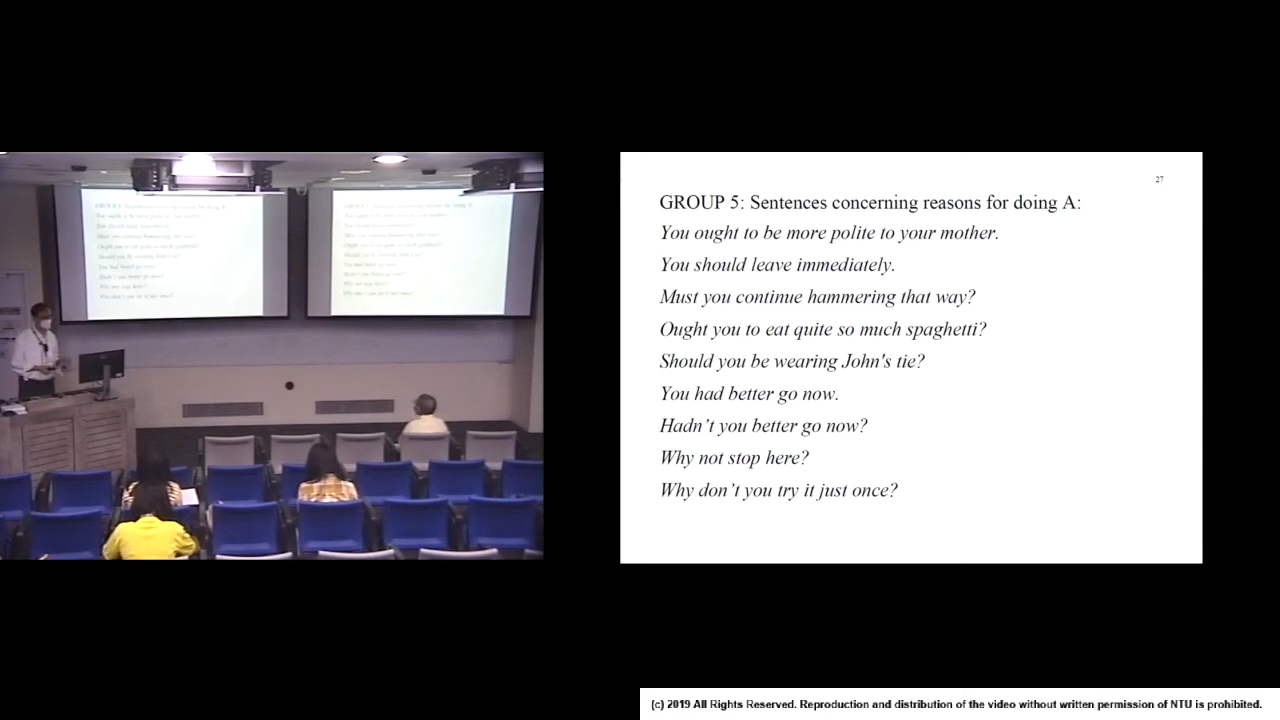 27
GROUP 5: Sentences concerning reasons for doing A:
You ought to be more polite to your mother.
You should leave immediately.
Must you continue hammering that way?
Ought you to eat quite so much spaghetti?
Should you be wearing John's tie?
You had better go now.
Hadn’t you better go now?
Why not stop here?
Why don’t you try it just once?
(c) 2019 All Rights Reserved. Reproduction and distribution of the video without written permission of NTU is prohibited.